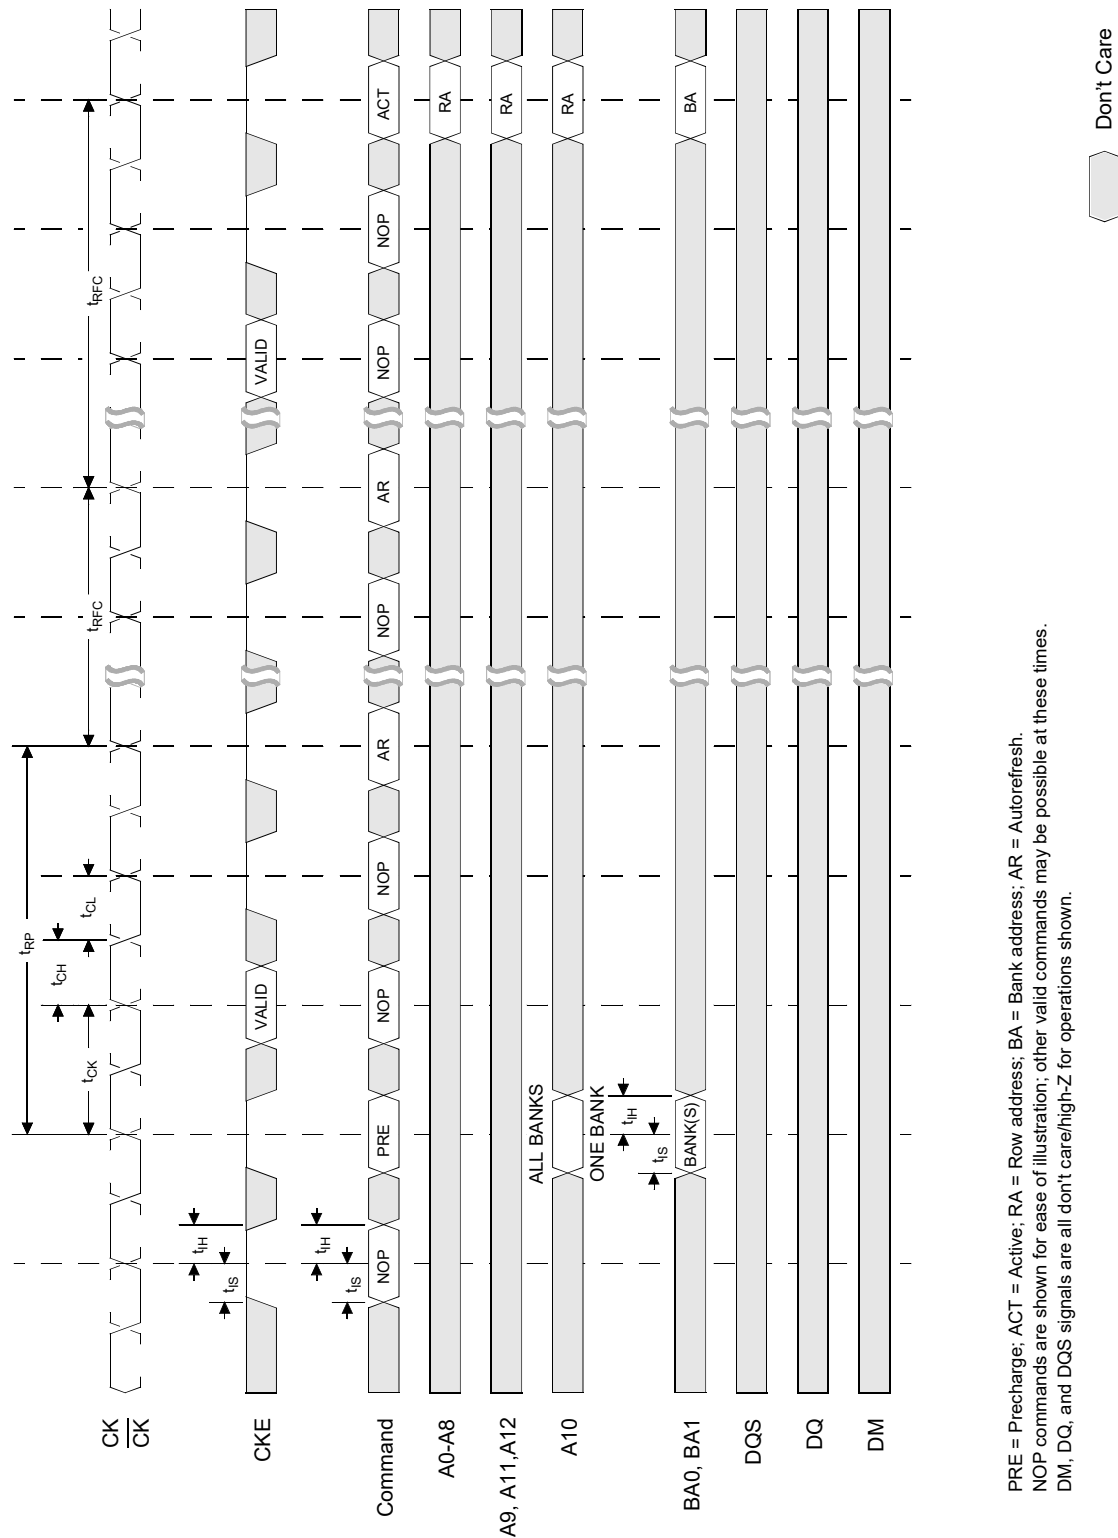 tRP
tCH
tCK
tCL
tRFC
tRFC
CK
CK
tIH
tIS
CKE
VALID
VALID
tIH
tIS
Command
NOP
PRE
NOP
NOP
AR
NOP
AR
NOP
NOP
ACT
A0-A8
RA
A9, A11,A12
RA
ALL BANKS
A10
RA
ONE BANK
tIS
tIH
BA0, BA1
BANK(S)
BA
DQS
DQ
DM
PRE = Precharge; ACT = Active; RA = Row address; BA = Bank address; AR = Autorefresh.
NOP commands are shown for ease of illustration; other valid commands may be possible at these times.
DM, DQ, and DQS signals are all don't care/high-Z for operations shown.
Don't Care